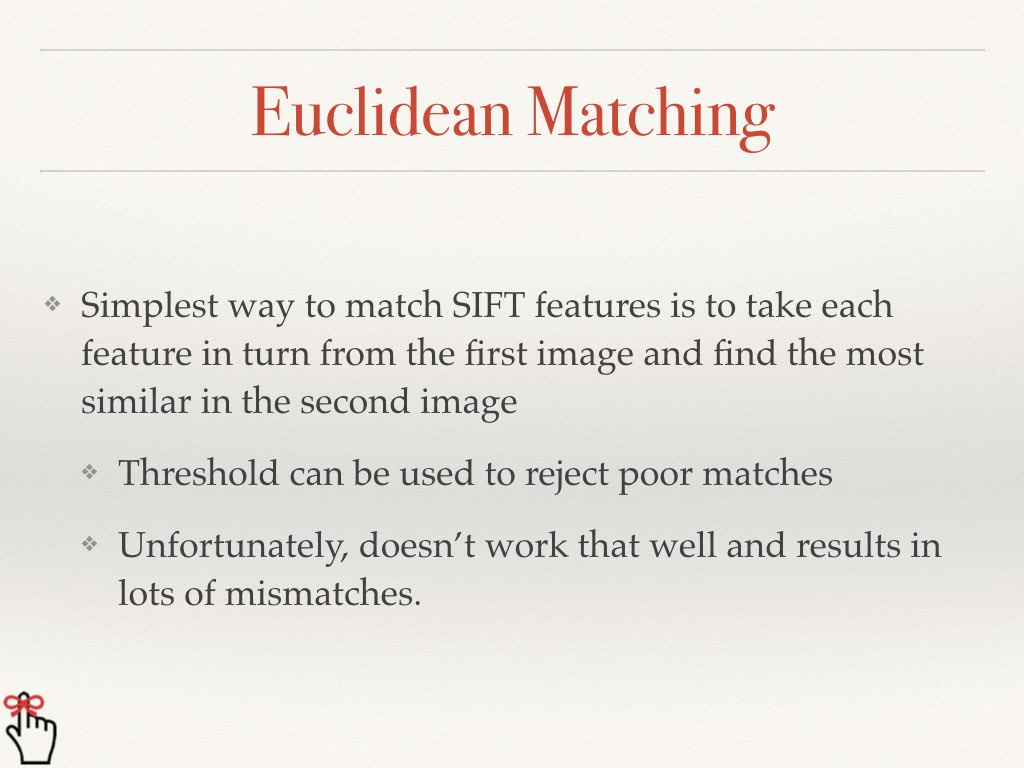 Euclidean Matching
❖ Simplest way to match SIFT features is to take each
feature in turn from the first image and find the most
similar in the second image
❖ Threshold can be used to reject poor matches
❖ Unfortunately, doesn’t work that well and results in
lots of mismatches.